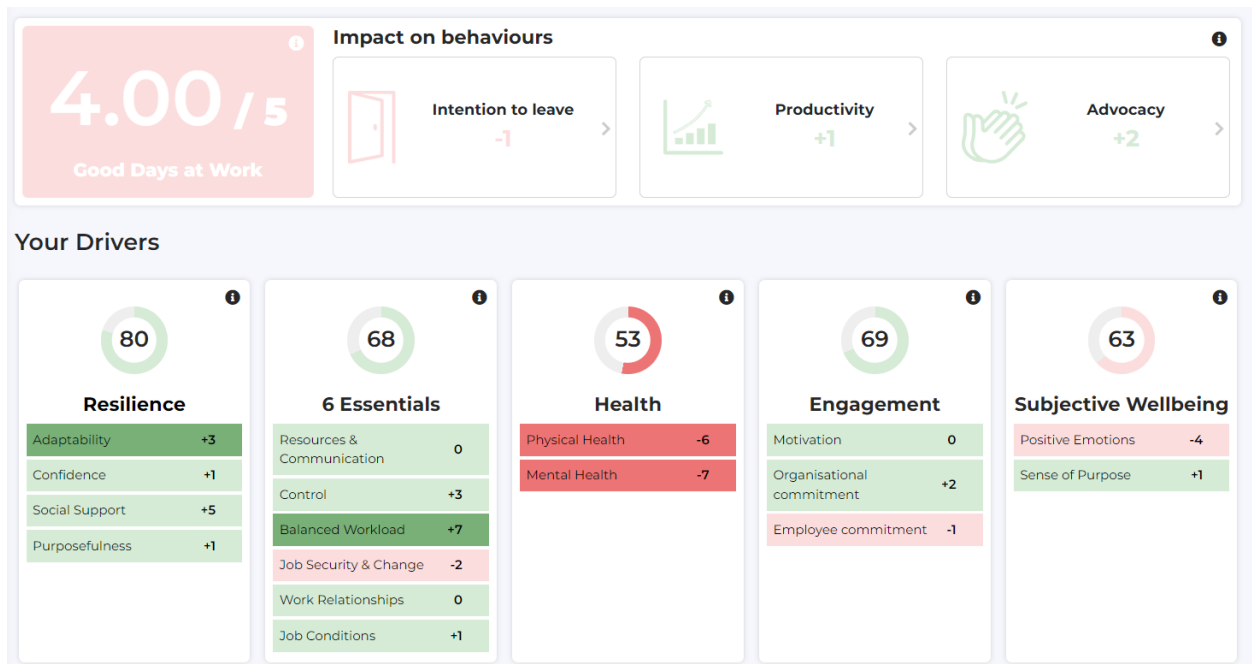 Impact on behaviours
4.00 / 5
Good Days at Work
Intention to leave
-1
Productivity
+1
Advocacy
+2
Your Drivers
80
Resilience
Adaptability +3
Confidence +1
Social Support +5
Purposefulness +1
68
6 Essentials
Resources &
Communication 0
Control +3
Balanced Workload +7
Job Security & Change -2
Work Relationships 0
Job Conditions +1
53
Health
Physical Health -6
Mental Health -7
69
Engagement
Motivation 0
Organisational
commitment +2
Employee commitment -1
63
Subjective Wellbeing
Positive Emotions -4
Sense of Purpose +1